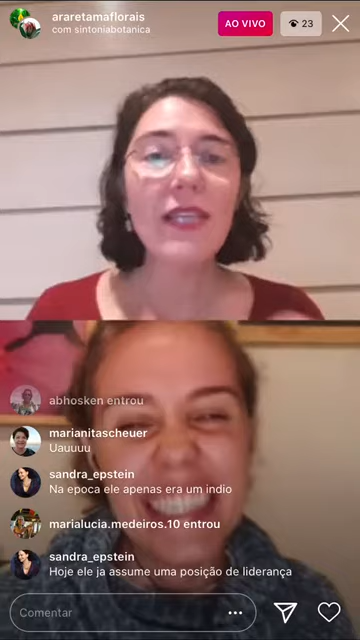 araretamaflorais
com sintoniabotanica
AO VIVO
23
abhosken entrou
marianitascheuer
Uauuuu
sandra_epstein
Na epoca ele apenas era um indio
marialucia.medeiros.10 entrou
sandra_epstein
Hoje ele ja assume uma posição de liderança
Comentar